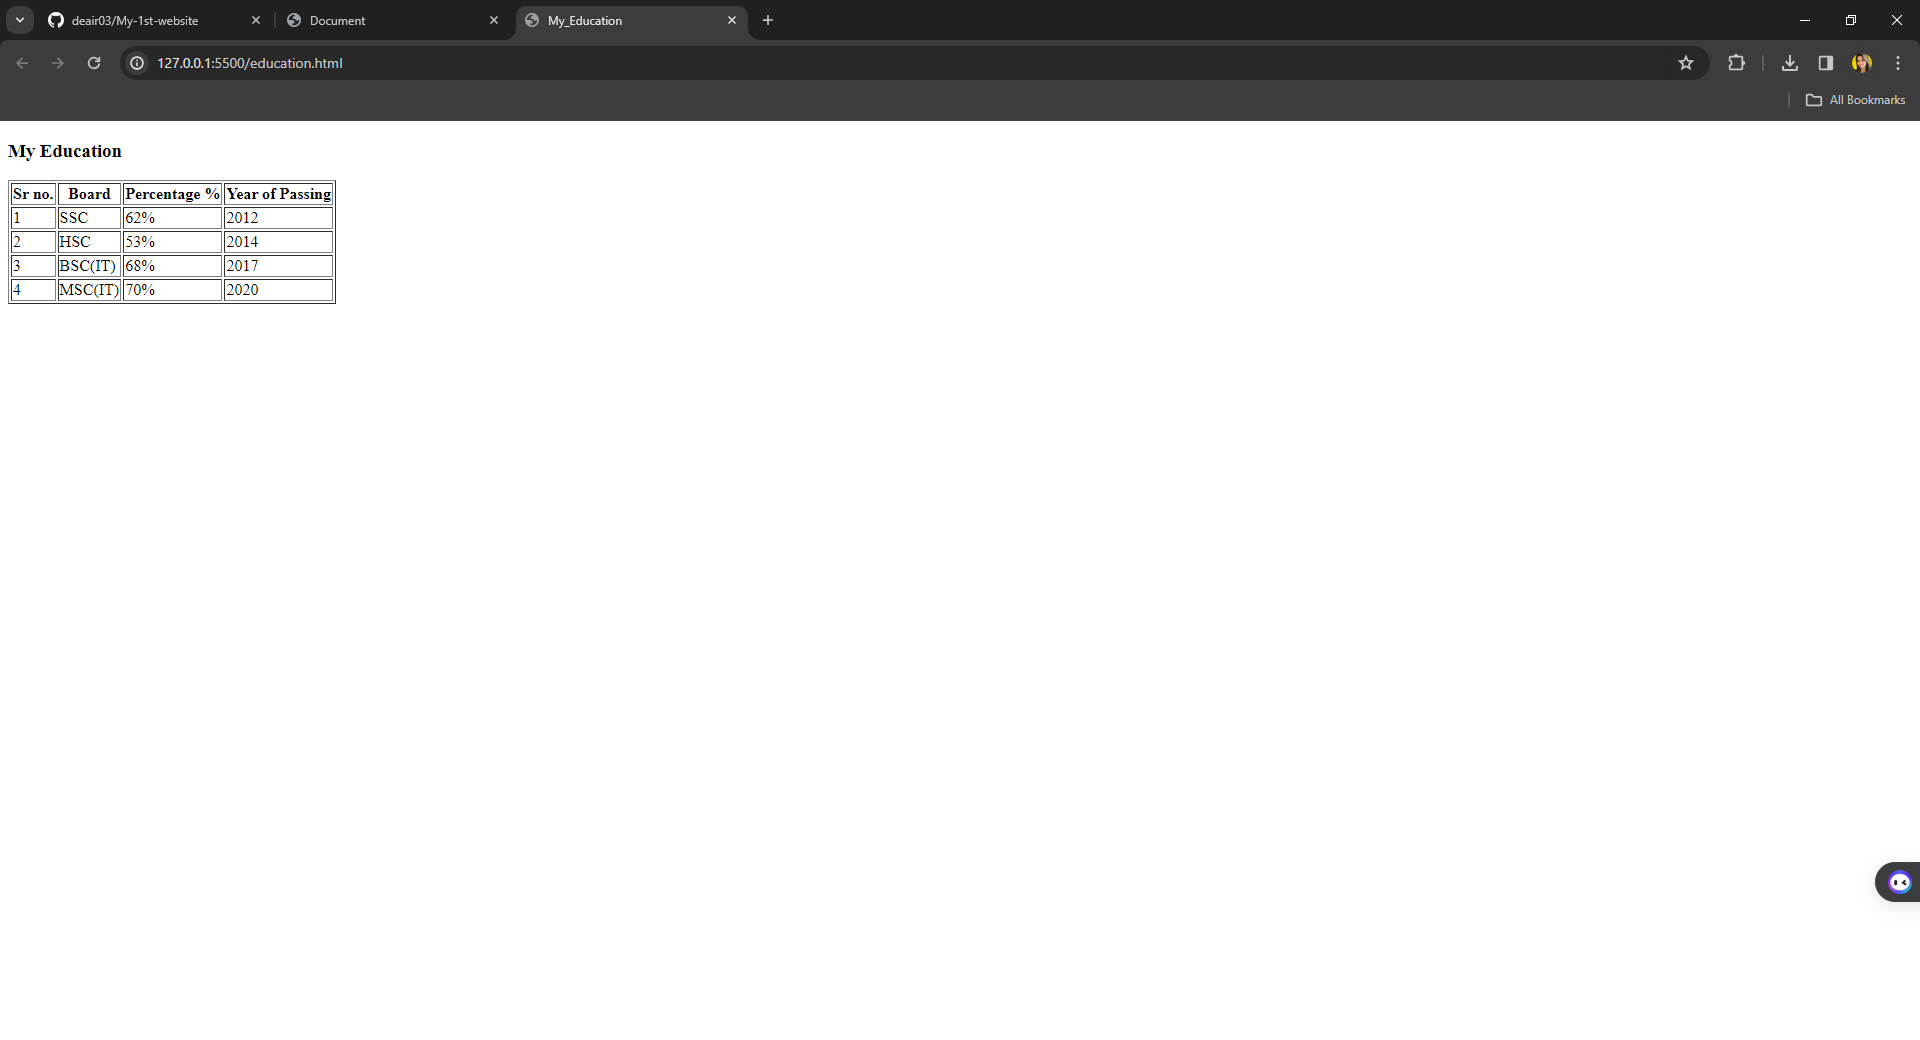 deair03/My-1st-website Document My_Education
127.0.0.1:5500/education.html
All Bookmarks
My Education
Sr no. Board Percentage % Year of Passing
1 SSC 62% 2012
2 HSC 53% 2014
3 BSC(IT) 68% 2017
4 MSC(IT) 70% 2020